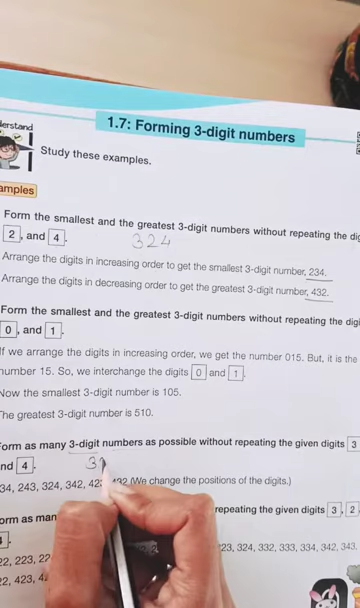 derstand
1.7: Forming 3-digit numbers
Study these examples.
amples
Form the smallest and the greatest 3-digit numbers without repeating the dig
2, and 4.
324
Arrange the digits in increasing order to get the smallest 3-digit number, 234.
Arrange the digits in decreasing order to get the greatest 3-digit number, 432.
Form the smallest and the greatest 3-digit numbers without repeating the digi
0, and 1.
If we arrange the digits in increasing order, we get the number 015. But, it is the
number 15. So, we interchange the digits 0 and 1.
Now the smallest 3-digit number is 105.
The greatest 3-digit number is 510.
Form as many 3-digit numbers as possible without repeating the given digits 3
nd 4.
34, 243, 324, 342, 423, 432 (We change the positions of the digits.)
orm as man repeating the given digits 3, 2
22, 223, 22 23, 324, 332, 333, 334, 342, 343,
22, 423, 4